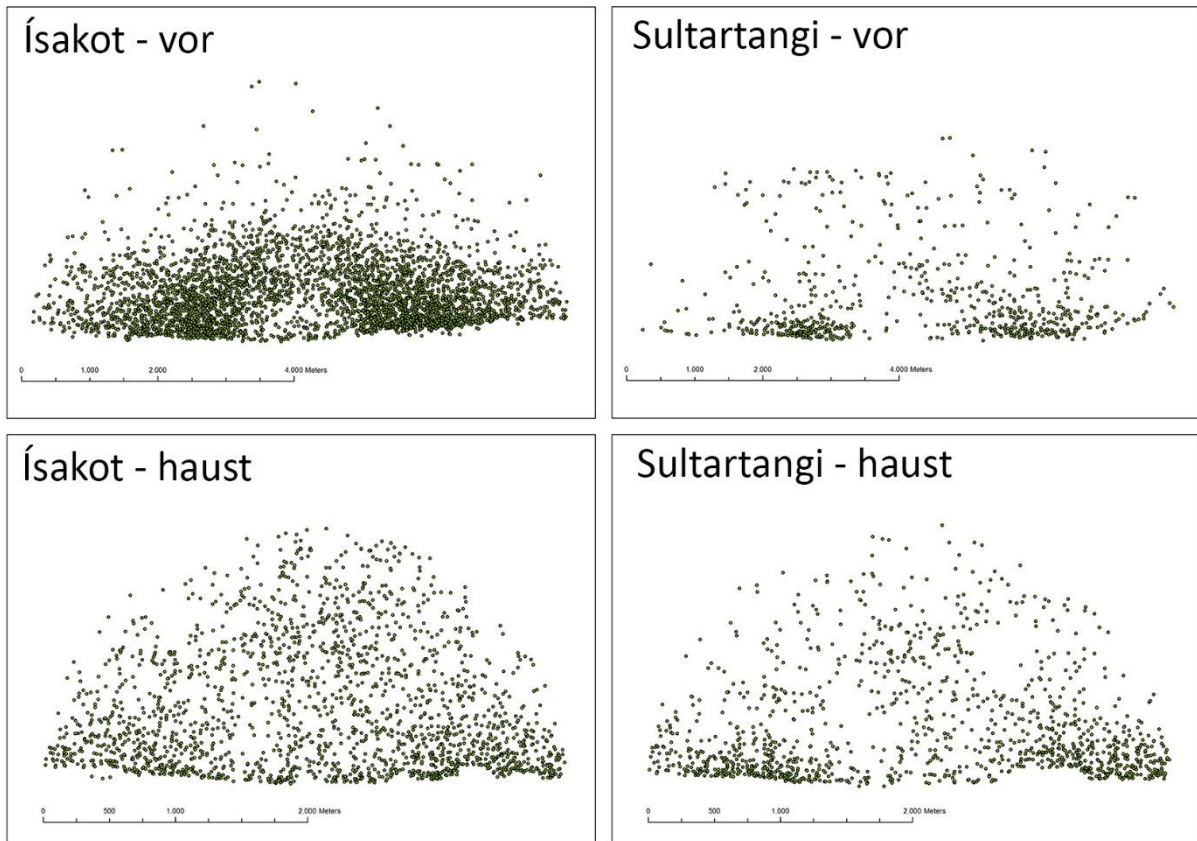 Ísakot - vor
0 1.000 2.000 4.000 Meters
Sultartangi - vor
0 1.000 2.000 4.000 Meters
Ísakot - haust
0 500 1.000 2.000 Meters
Sultartangi - haust
0 500 1.000 2.000 Meters